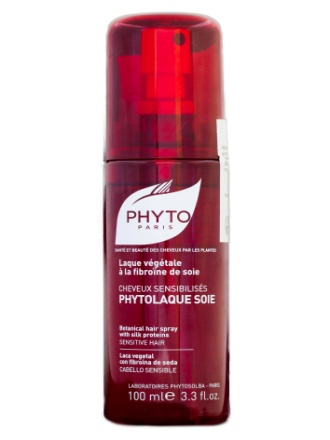 PHYTO
PARIS
SANTÉ ET BEAUTÉ DES CHEVEUX PAR LES PLANTES
Laque végétale
à la fibroïne de soie
CHEVEUX SENSIBILISÉS
PHYTOLAQUE SOIE
Botanical hair spray
with silk proteins
SENSITIVE HAIR
Laca vegetal
con fibroína de seda
CABELLO SENSIBLE
LABORATOIRES PHYTOSOLBA - PARIS
100 ml e 3.3 fl.oz.